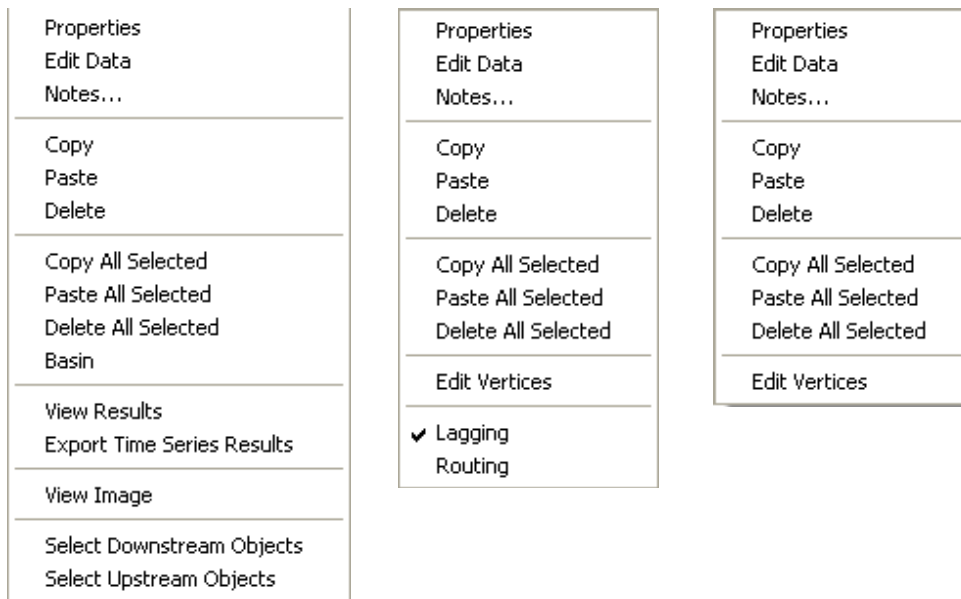 Properties
Edit Data
Notes...
Copy
Paste
Delete
Copy All Selected
Paste All Selected
Delete All Selected
Basin
View Results
Export Time Series Results
View Image
Select Downstream Objects
Select Upstream Objects
Properties
Edit Data
Notes...
Copy
Paste
Delete
Copy All Selected
Paste All Selected
Delete All Selected
Edit Vertices
Lagging
Routing
Properties
Edit Data
Notes...
Copy
Paste
Delete
Copy All Selected
Paste All Selected
Delete All Selected
Edit Vertices